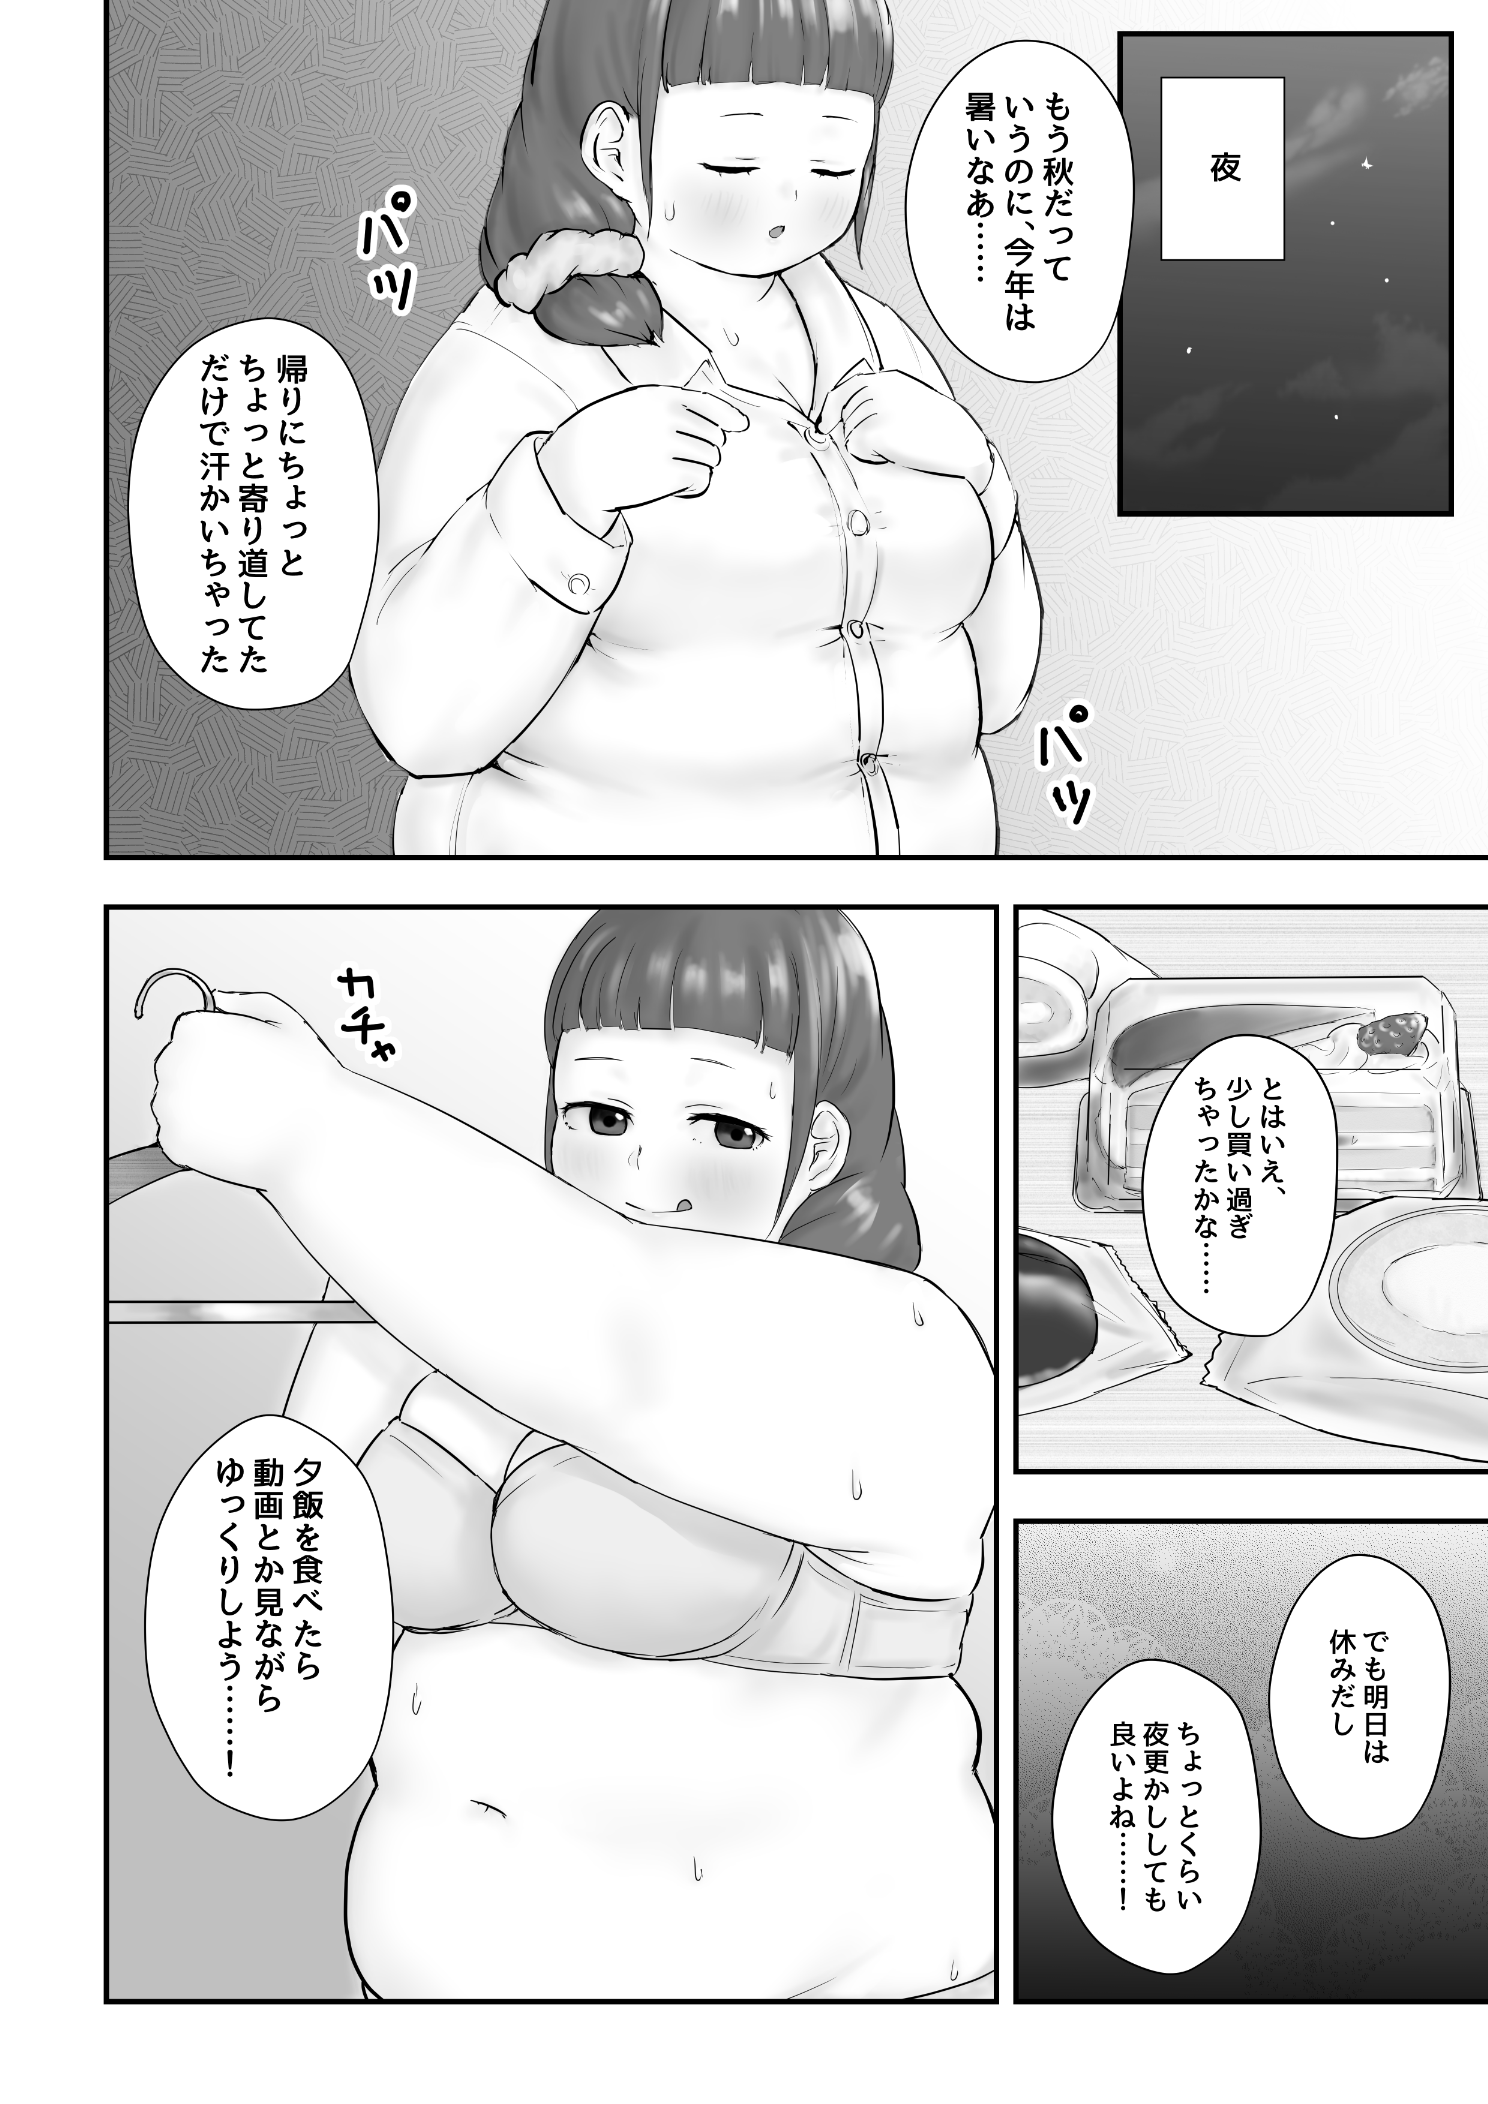 夜
もう秋だって
いうのに、今年は
暑いなあ……
パッ
帰りにちょっと
ちょっと寄り道してた
だけで汗かいちゃった
パッ
とはいえ、
少し買い過ぎ
ちゃったかな……
でも明日は
休みだし
ちょっとくらい
夜更かししても
良いよね……！
カチャ
夕飯を食べたら
動画とか見ながら
ゆっくりしよう……！